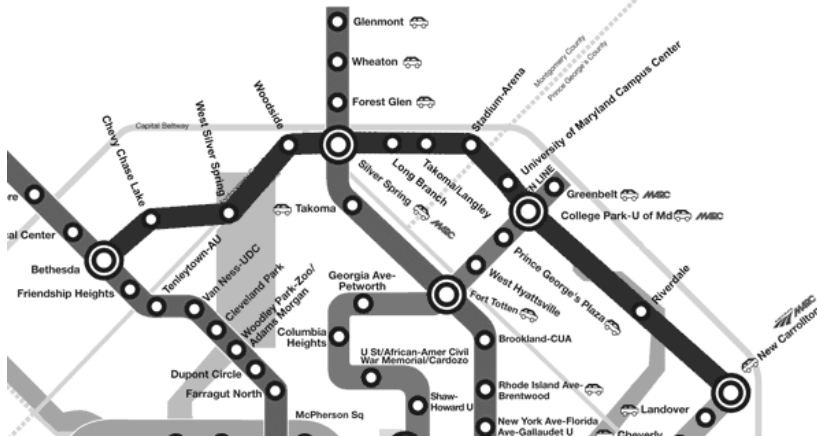 Glenmont
Wheaton
Forest Glen
Montgomery County
Prince George's County
Capital Beltway
Woodside
West Silver Spring
Chevy Chase Lake
Stadium-Arena
University of Maryland Campus Center
Silver Spring
MARC
Long Branch
Takoma/Langley
N LINE
Greenbelt
MARC
College Park-U of Md
MARC
Takoma
re
al Center
Bethesda
Friendship Heights
Tenleytown-AU
Van Ness-UDC
Cleveland Park
Woodley Park-Zoo/
Adams Morgan
Dupont Circle
Farragut North
McPherson Sq
Georgia Ave-
Petworth
Columbia
Heights
U St/African-Amer Civil
War Memorial/Cardozo
Shaw-
Howard U
Fort Totten
West Hyattsville
Prince George's Plaza
Brookland-CUA
Rhode Island Ave-
Brentwood
New York Ave-Florida
Ave-Gallaudet U
Riverdale
MARC
New Carrollton
Landover
Cheverly